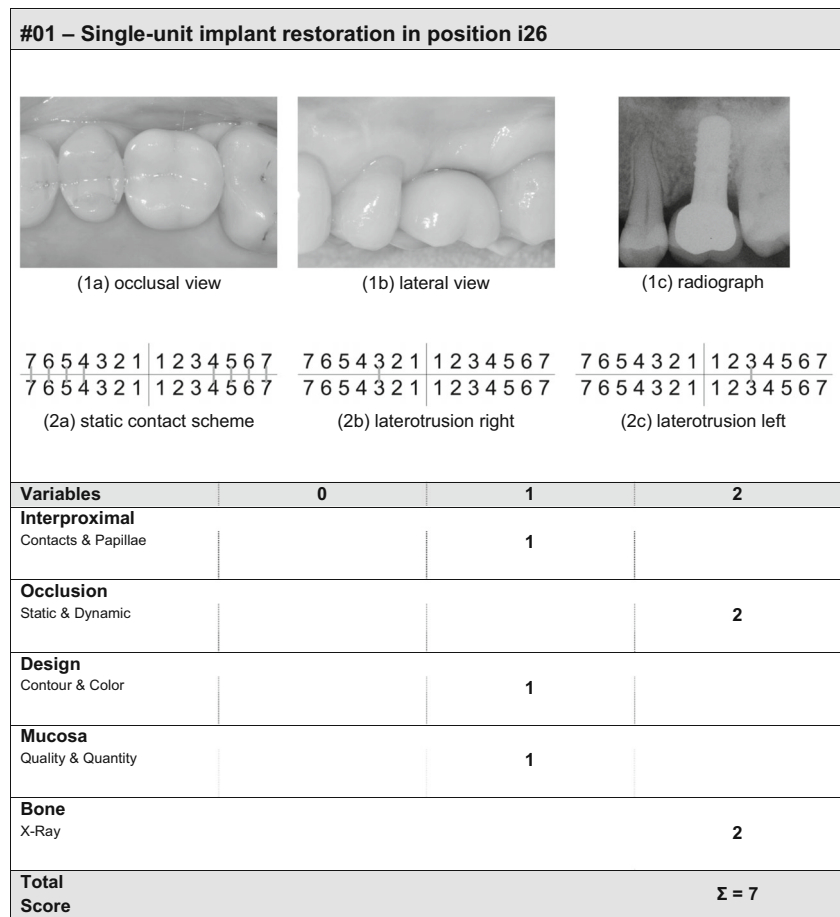 #01 – Single-unit implant restoration in position i26
(1a) occlusal view
(1b) lateral view
(1c) radiograph
7 6 5 4 3 2 1 1 2 3 4 5 6 7
7 6 5 4 3 2 1 1 2 3 4 5 6 7
(2a) static contact scheme
7 6 5 4 3 2 1 1 2 3 4 5 6 7
7 6 5 4 3 2 1 1 2 3 4 5 6 7
(2b) laterotrusion right
7 6 5 4 3 2 1 1 2 3 4 5 6 7
7 6 5 4 3 2 1 1 2 3 4 5 6 7
(2c) laterotrusion left
Variables 0 1 2
Interproximal
Contacts & Papillae 1
Occlusion
Static & Dynamic 2
Design
Contour & Color 1
Mucosa
Quality & Quantity 1
Bone
X-Ray 2
Total
Score Σ = 7